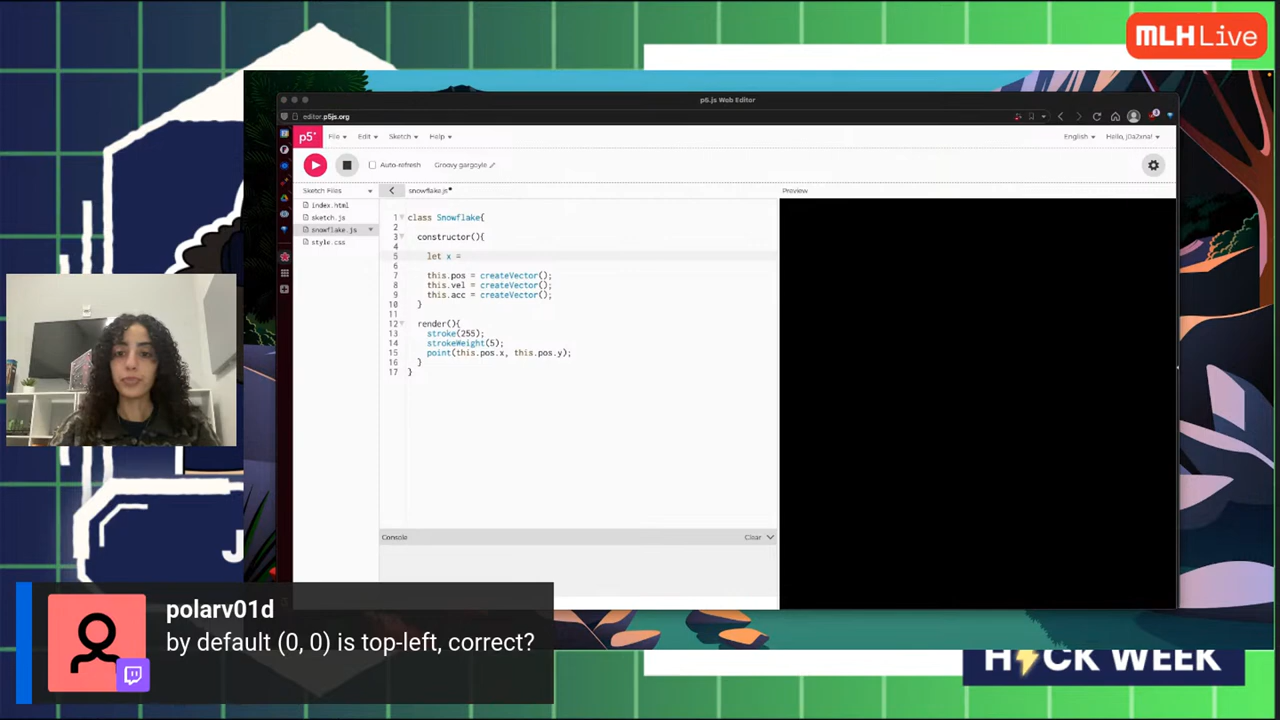 MLH Live
p5.js Web Editor
editor.p5js.org
p5* File Edit Sketch Help English Hello, j0a2xna!
Auto-refresh Groovy gargoyle
Sketch Files snowflake.js Preview
index.html
sketch.js
snowflake.js
style.css
1 class Snowflake{
2
3 constructor(){
4
5 let x =
6
7 this.pos = createVector();
8 this.vel = createVector();
9 this.acc = createVector();
10 }
11
12 render(){
13 stroke(255);
14 strokeWeight(5);
15 point(this.pos.x, this.pos.y);
16 }
17 }
Console Clear
J
polarv01d
by default (0, 0) is top-left, correct?
HACK WEEK